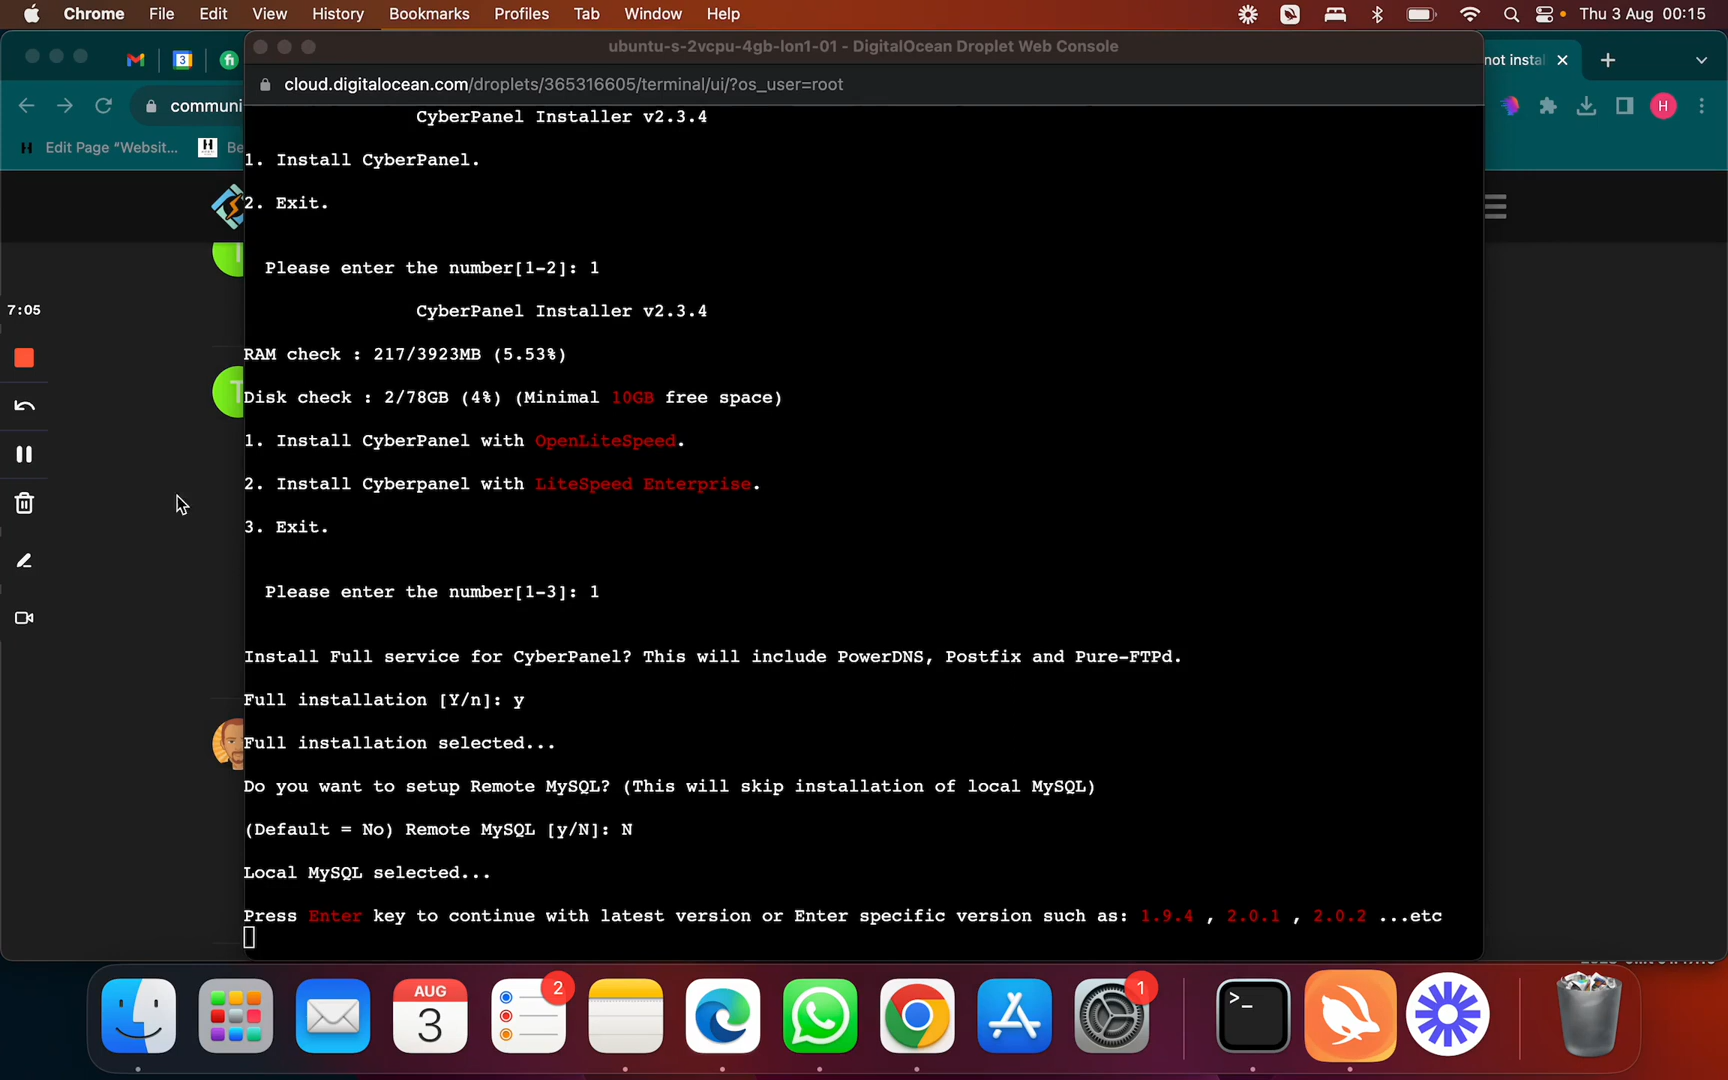 Chrome File Edit View History Bookmarks Profiles Tab Window Help Thu 3 Aug 00:15
ubuntu-s-2vcpu-4gb-lon1-01 - DigitalOcean Droplet Web Console
not instal
cloud.digitalocean.com/droplets/365316605/terminal/ui/?os_user=root
communi
H
Edit Page “Websit...
H
Be
CyberPanel Installer v2.3.4
1. Install CyberPanel.
2. Exit.
Please enter the number[1-2]: 1
CyberPanel Installer v2.3.4
7:05
RAM check : 217/3923MB (5.53%)
Disk check : 2/78GB (4%) (Minimal 10GB free space)
1. Install CyberPanel with OpenLiteSpeed.
2. Install Cyberpanel with LiteSpeed Enterprise.
3. Exit.
Please enter the number[1-3]: 1
Install Full service for CyberPanel? This will include PowerDNS, Postfix and Pure-FTPd.
Full installation [Y/n]: y
Full installation selected...
Do you want to setup Remote MySQL? (This will skip installation of local MySQL)
(Default = No) Remote MySQL [y/N]: N
Local MySQL selected...
Press Enter key to continue with latest version or Enter specific version such as: 1.9.4 , 2.0.1 , 2.0.2 ...etc
AUG
3
2
1
>_